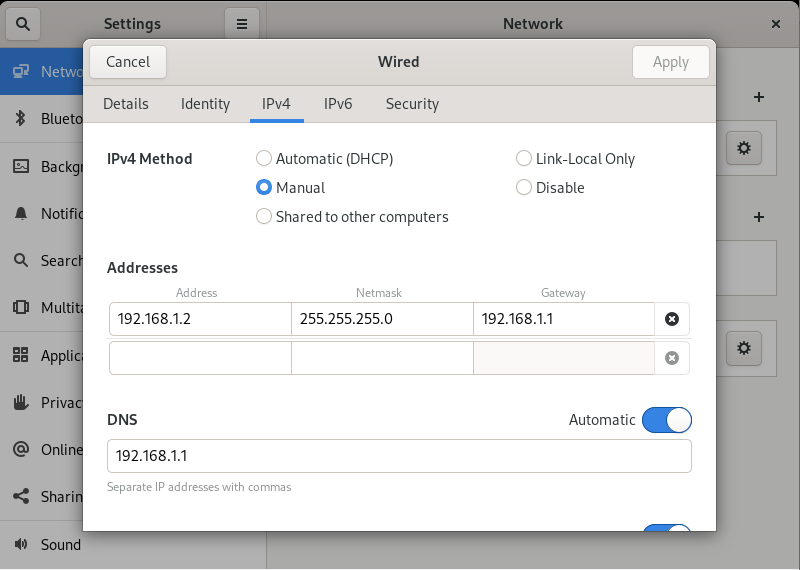 Settings
Network
Cancel
Wired
Apply
Details Identity IPv4 IPv6 Security
IPv4 Method
Automatic (DHCP)
Link-Local Only
Manual
Disable
Shared to other computers
Addresses
Address Netmask Gateway
192.168.1.2 255.255.255.0 192.168.1.1
DNS
Automatic
192.168.1.1
Separate IP addresses with commas
Netwo
Blueto
Backg
Notific
Search
Multita
Applica
Privac
Online
Sharin
Sound